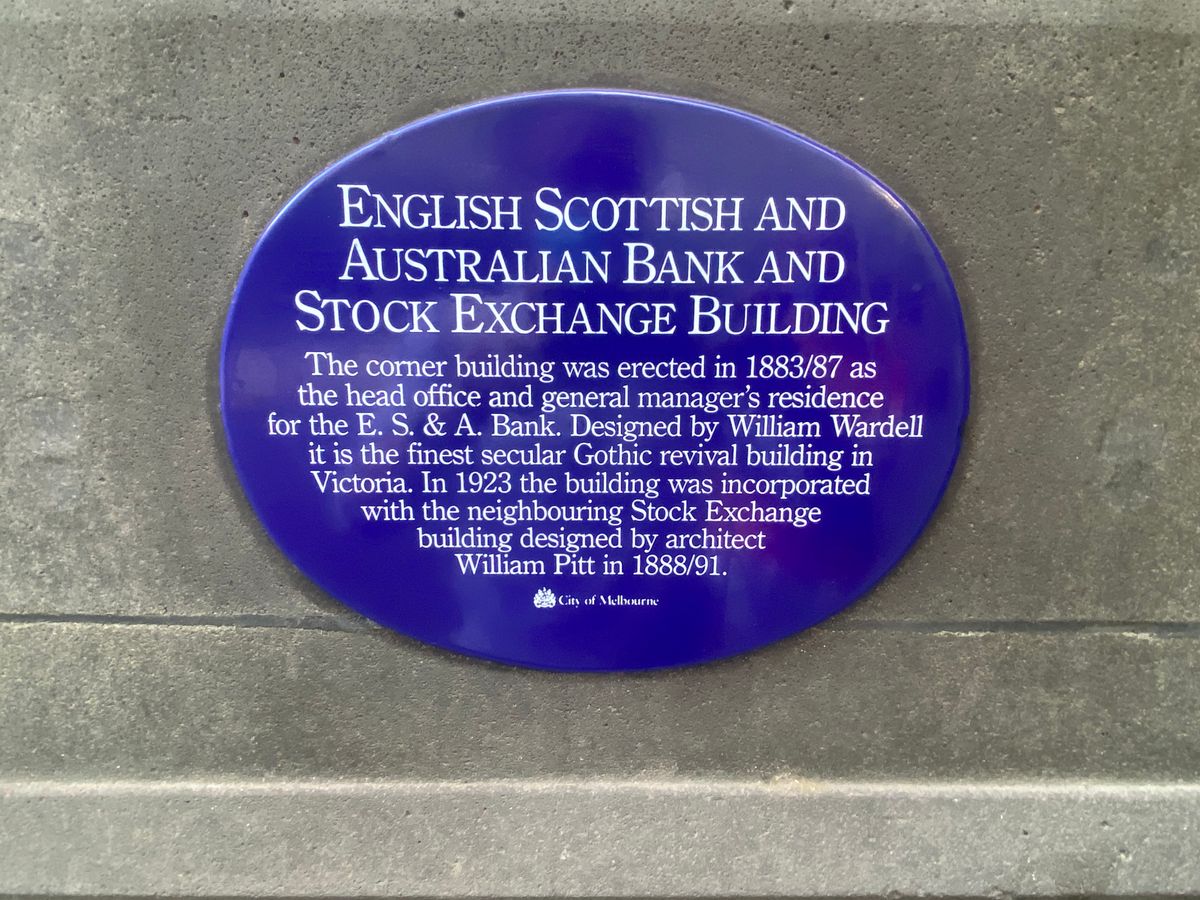 ENGLISH SCOTTISH AND
AUSTRALIAN BANK AND
STOCK EXCHANGE BUILDING
The corner building was erected in 1883/87 as
the head office and general manager's residence
for the E. S. & A. Bank. Designed by William Wardell
it is the finest secular Gothic revival building in
Victoria. In 1923 the building was incorporated
with the neighbouring Stock Exchange
building designed by architect
William Pitt in 1888/91.
City of Melbourne